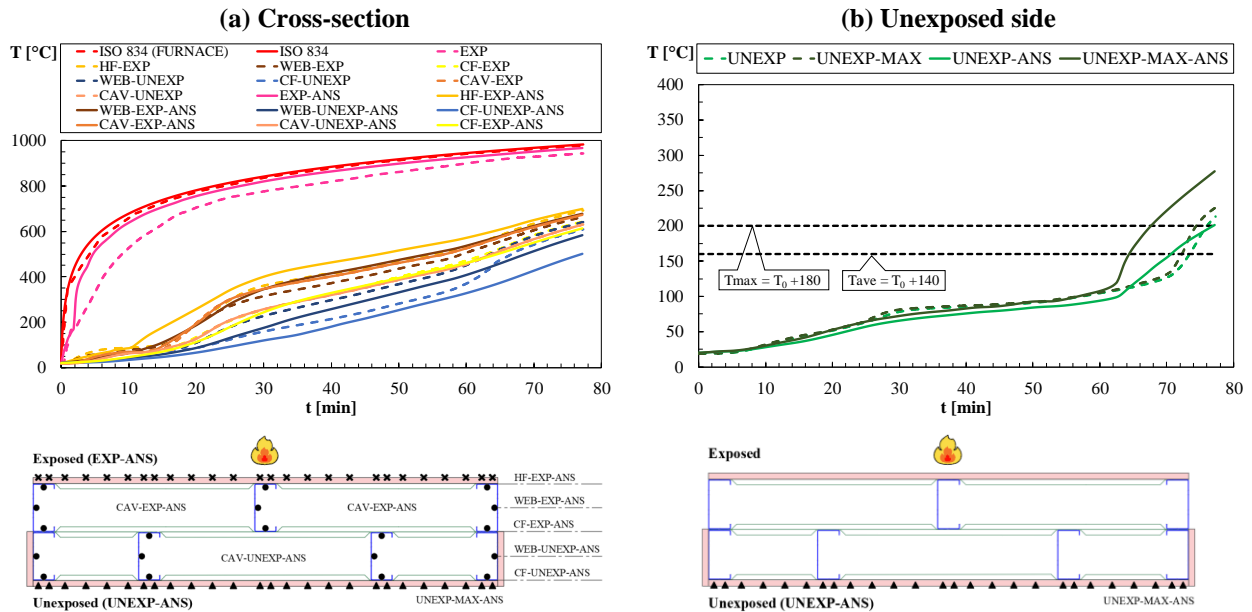 (a) Cross-section
T [°C]
ISO 834 (FURNACE) ISO 834 EXP
HF-EXP WEB-EXP CF-EXP
WEB-UNEXP CF-UNEXP CAV-EXP
CAV-UNEXP EXP-ANS HF-EXP-ANS
WEB-EXP-ANS WEB-UNEXP-ANS CF-UNEXP-ANS
CAV-EXP-ANS CAV-UNEXP-ANS CF-EXP-ANS
1000
800
600
400
200
0
0 10 20 30 40 50 60 70 80
t [min]
Exposed (EXP-ANS)
HF-EXP-ANS
CAV-EXP-ANS CAV-EXP-ANS WEB-EXP-ANS
CF-EXP-ANS
CAV-UNEXP-ANS WEB-UNEXP-ANS
CF-UNEXP-ANS
Unexposed (UNEXP-ANS) UNEXP-MAX-ANS
(b) Unexposed side
T [°C]
UNEXP UNEXP-MAX UNEXP-ANS UNEXP-MAX-ANS
400
350
300
250
200
150
100
50
0
Tmax = T0 +180 Tave = T0 +140
0 10 20 30 40 50 60 70 80
t [min]
Exposed
Unexposed (UNEXP-ANS) UNEXP-MAX-ANS